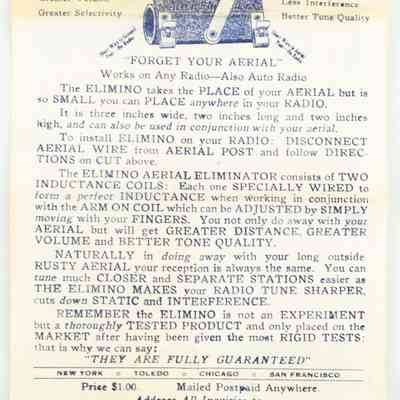 Greater Selectivity
Less Interference
Better Tone Quality
"FORGET YOUR AERIAL"
Works on Any Radio—Also Auto Radio
The ELIMINO takes the PLACE of your AERIAL but is
so SMALL you can PLACE anywhere in your RADIO.
It is three inches wide, two inches long and two inches
high, and can also be used in conjunction with your aerial.
To install ELIMINO on your RADIO: DISCONNECT
AERIAL WIRE from AERIAL POST and follow DIREC-
TIONS on CUT above.
The ELIMINO AERIAL ELIMINATOR consists of TWO
INDUCTANCE COILS: Each one SPECIALLY WIRED to
form a perfect INDUCTANCE when working in conjunction
with the ARM ON COIL which can be ADJUSTED by SIMPLY
moving with your FINGERS. You not only do away with your
AERIAL but will get GREATER DISTANCE, GREATER
VOLUME and BETTER TONE QUALITY.
NATURALLY in doing away with your long outside
RUSTY AERIAL your reception is always the same. You can
tune much CLOSER and SEPARATE STATIONS easier as
THE ELIMINO MAKES your RADIO TUNE SHARPER,
cuts down STATIC and INTERFERENCE.
REMEMBER the ELIMINO is not an EXPERIMENT
but a thoroughly TESTED PRODUCT and only placed on the
MARKET after having been given the most RIGID TESTS:
that is why we can say:
"THEY ARE FULLY GUARANTEED"
NEW YORK TOLEDO CHICAGO SAN FRANCISCO
Price $1.00. Mailed Postpaid Anywhere.
Address All Inquiries to